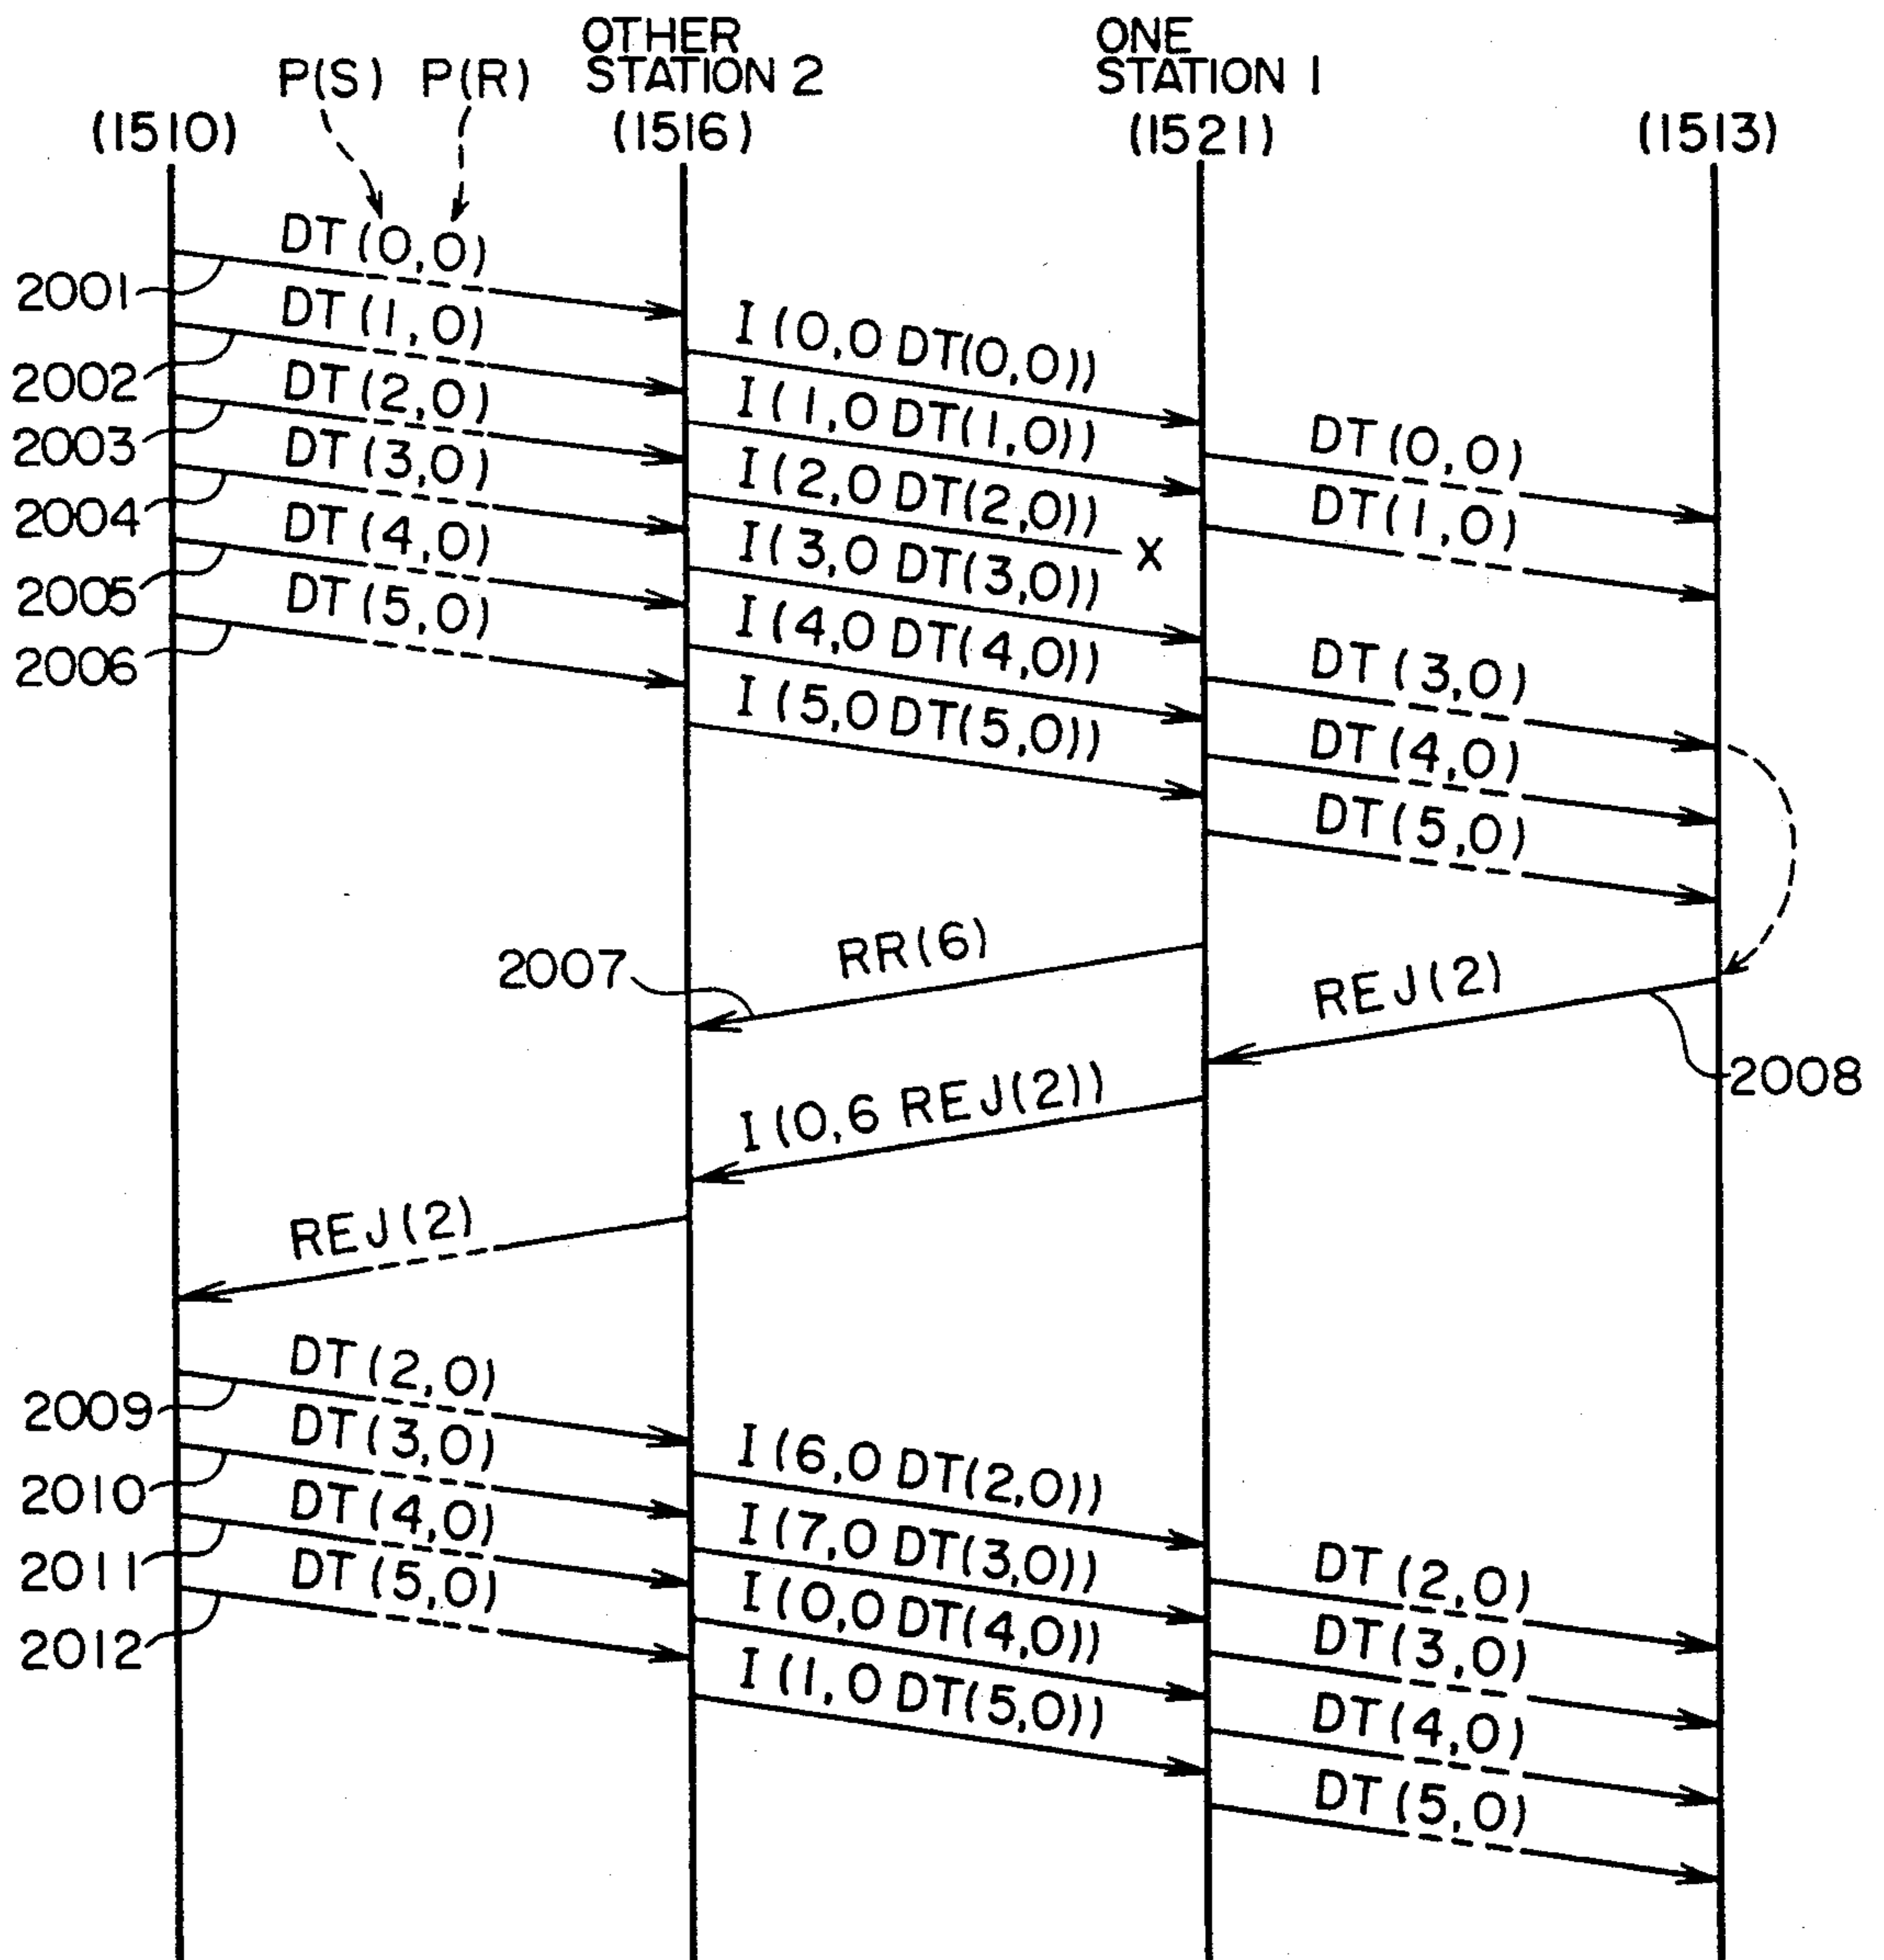 OTHER
STATION 2
ONE
STATION 1
P(S) P(R)
(1510) (1516) (1521) (1513)
DT(0,0)
2001
DT(1,0)
I(0,0 DT(0,0))
2002
DT(2,0)
I(1,0 DT(1,0))
DT(0,0)
2003
DT(3,0)
I(2,0 DT(2,0))
DT(1,0)
2004
DT(4,0)
I(3,0 DT(3,0))
X
2005
DT(5,0)
I(4,0 DT(4,0))
DT(3,0)
2006
I(5,0 DT(5,0))
DT(4,0)
DT(5,0)
2007
RR(6)
REJ(2)
2008
I(0,6 REJ(2))
REJ(2)
DT(2,0)
2009
DT(3,0)
I(6,0 DT(2,0))
2010
DT(4,0)
I(7,0 DT(3,0))
DT(2,0)
2011
DT(5,0)
I(0,0 DT(4,0))
DT(3,0)
2012
I(1,0 DT(5,0))
DT(4,0)
DT(5,0)